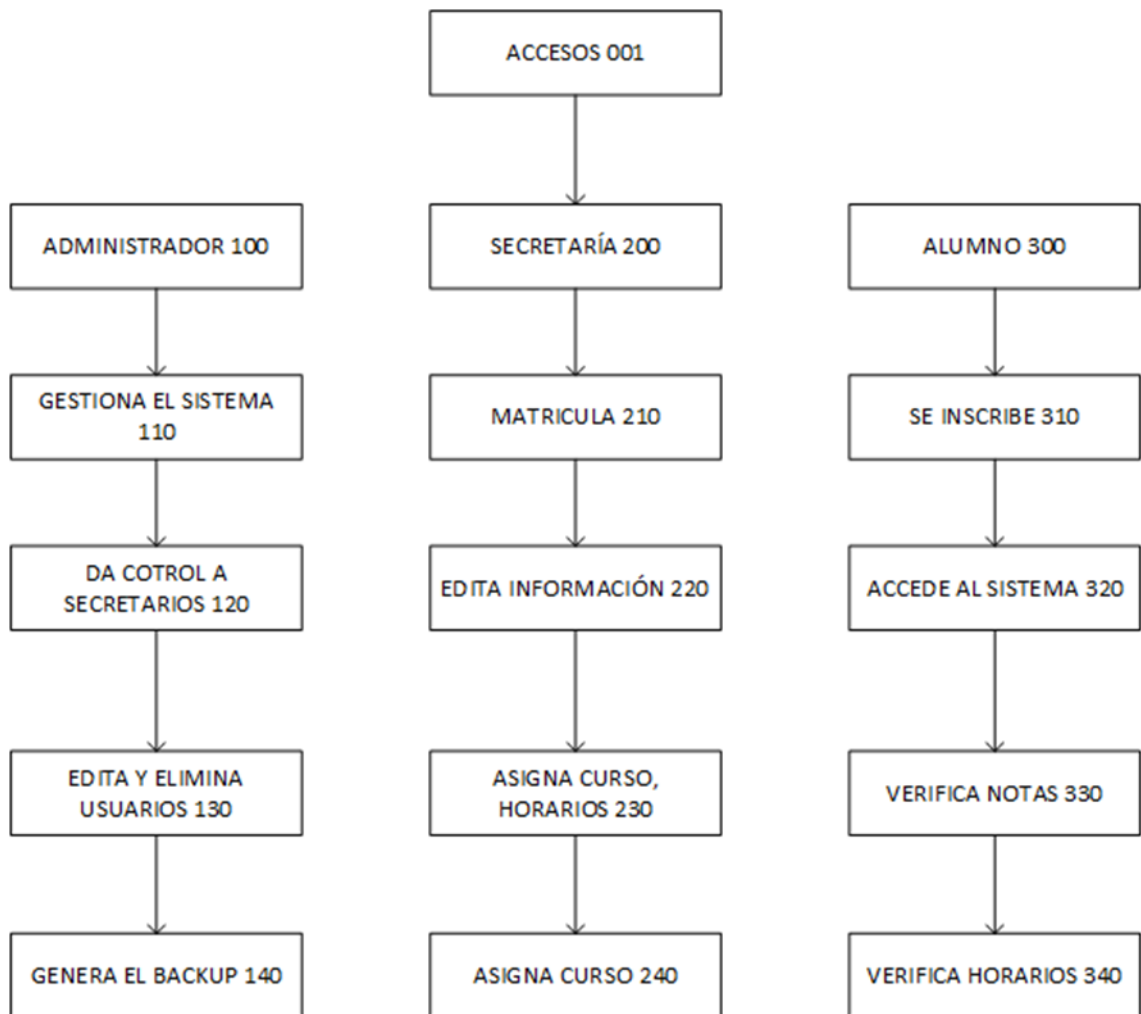 ACCESOS 001
ADMINISTRADOR 100
SECRETARÍA 200
ALUMNO 300
GESTIONA EL SISTEMA
110
MATRICULA 210
SE INSCRIBE 310
DA COTROL A
SECRETARIOS 120
EDITA INFORMACIÓN 220
ACCEDE AL SISTEMA 320
EDITA Y ELIMINA
USUARIOS 130
ASIGNA CURSO,
HORARIOS 230
VERIFICA NOTAS 330
GENERA EL BACKUP 140
ASIGNA CURSO 240
VERIFICA HORARIOS 340